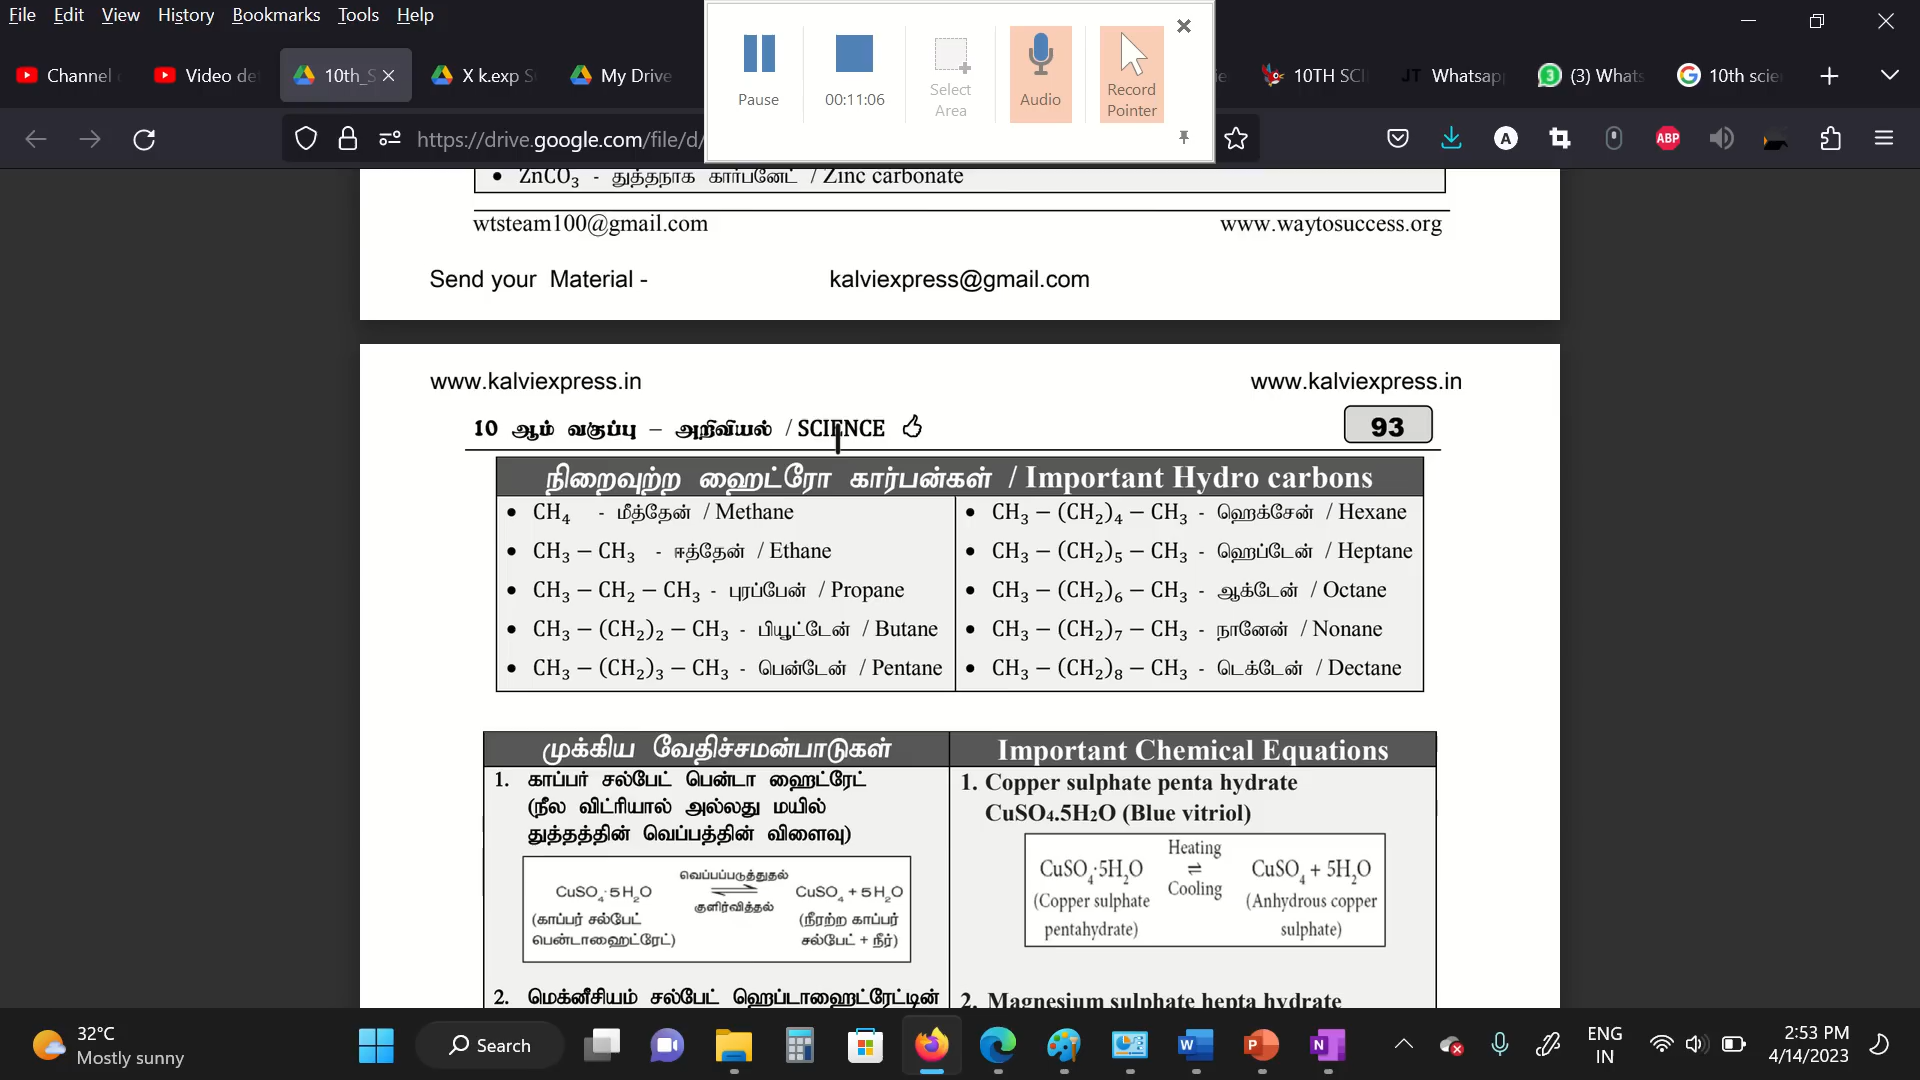 File Edit View History Bookmarks Tools Help
Pause
00:11:06
Select Area
Audio
Record Pointer
Channel
Video de
10th_S
X k.exp S
My Drive
10TH SCI
JT Whatsapp
(3) Whats
10th scie
https://drive.google.com/file/d/
ABP
• ZnCO₃ - துத்தநாக கார்பனேட் / Zinc carbonate
wtsteam100@gmail.com www.waytosuccess.org
Send your Material - kalviexpress@gmail.com
www.kalviexpress.in www.kalviexpress.in
10 ஆம் வகுப்பு – அறிவியல் / SCIENCE 93
நிறைவுற்ற ஹைட்ரோ கார்பன்கள் / Important Hydro carbons
• CH₄ - மீத்தேன் / Methane
• CH₃ – CH₃ - ஈத்தேன் / Ethane
• CH₃ – CH₂ – CH₃ - புரப்பேன் / Propane
• CH₃ – (CH₂)₂ – CH₃ - பியூட்டேன் / Butane
• CH₃ – (CH₂)₃ – CH₃ - பென்டேன் / Pentane
• CH₃ – (CH₂)₄ – CH₃ - ஹெக்சேன் / Hexane
• CH₃ – (CH₂)₅ – CH₃ - ஹெப்டேன் / Heptane
• CH₃ – (CH₂)₆ – CH₃ - ஆக்டேன் / Octane
• CH₃ – (CH₂)₇ – CH₃ - நானேன் / Nonane
• CH₃ – (CH₂)₈ – CH₃ - டெக்டேன் / Dectane
முக்கிய வேதிச்சமன்பாடுகள்
1. காப்பர் சல்பேட் பென்டா ஹைட்ரேட்
(நீல விட்ரியால் அல்லது மயில்
துத்தத்தின் வெப்பத்தின் விளைவு)
வெப்பப்படுத்துதல்
CuSO₄·5H₂O ⇌ CuSO₄ + 5H₂O
குளிர்வித்தல்
(காப்பர் சல்பேட் (நீரற்ற காப்பர்
பென்டாஹைட்ரேட்) சல்பேட் + நீர்)
2. மெக்னீசியம் சல்பேட் ஹெப்டாஹைட்ரேட்டின்
Important Chemical Equations
1. Copper sulphate penta hydrate
CuSO₄.5H₂O (Blue vitriol)
Heating
CuSO₄·5H₂O ⇌ CuSO₄ + 5H₂O
Cooling
(Copper sulphate (Anhydrous copper
pentahydrate) sulphate)
2. Magnesium sulphate hepta hydrate
32°C
Mostly sunny
Search
ENG
IN
2:53 PM
4/14/2023